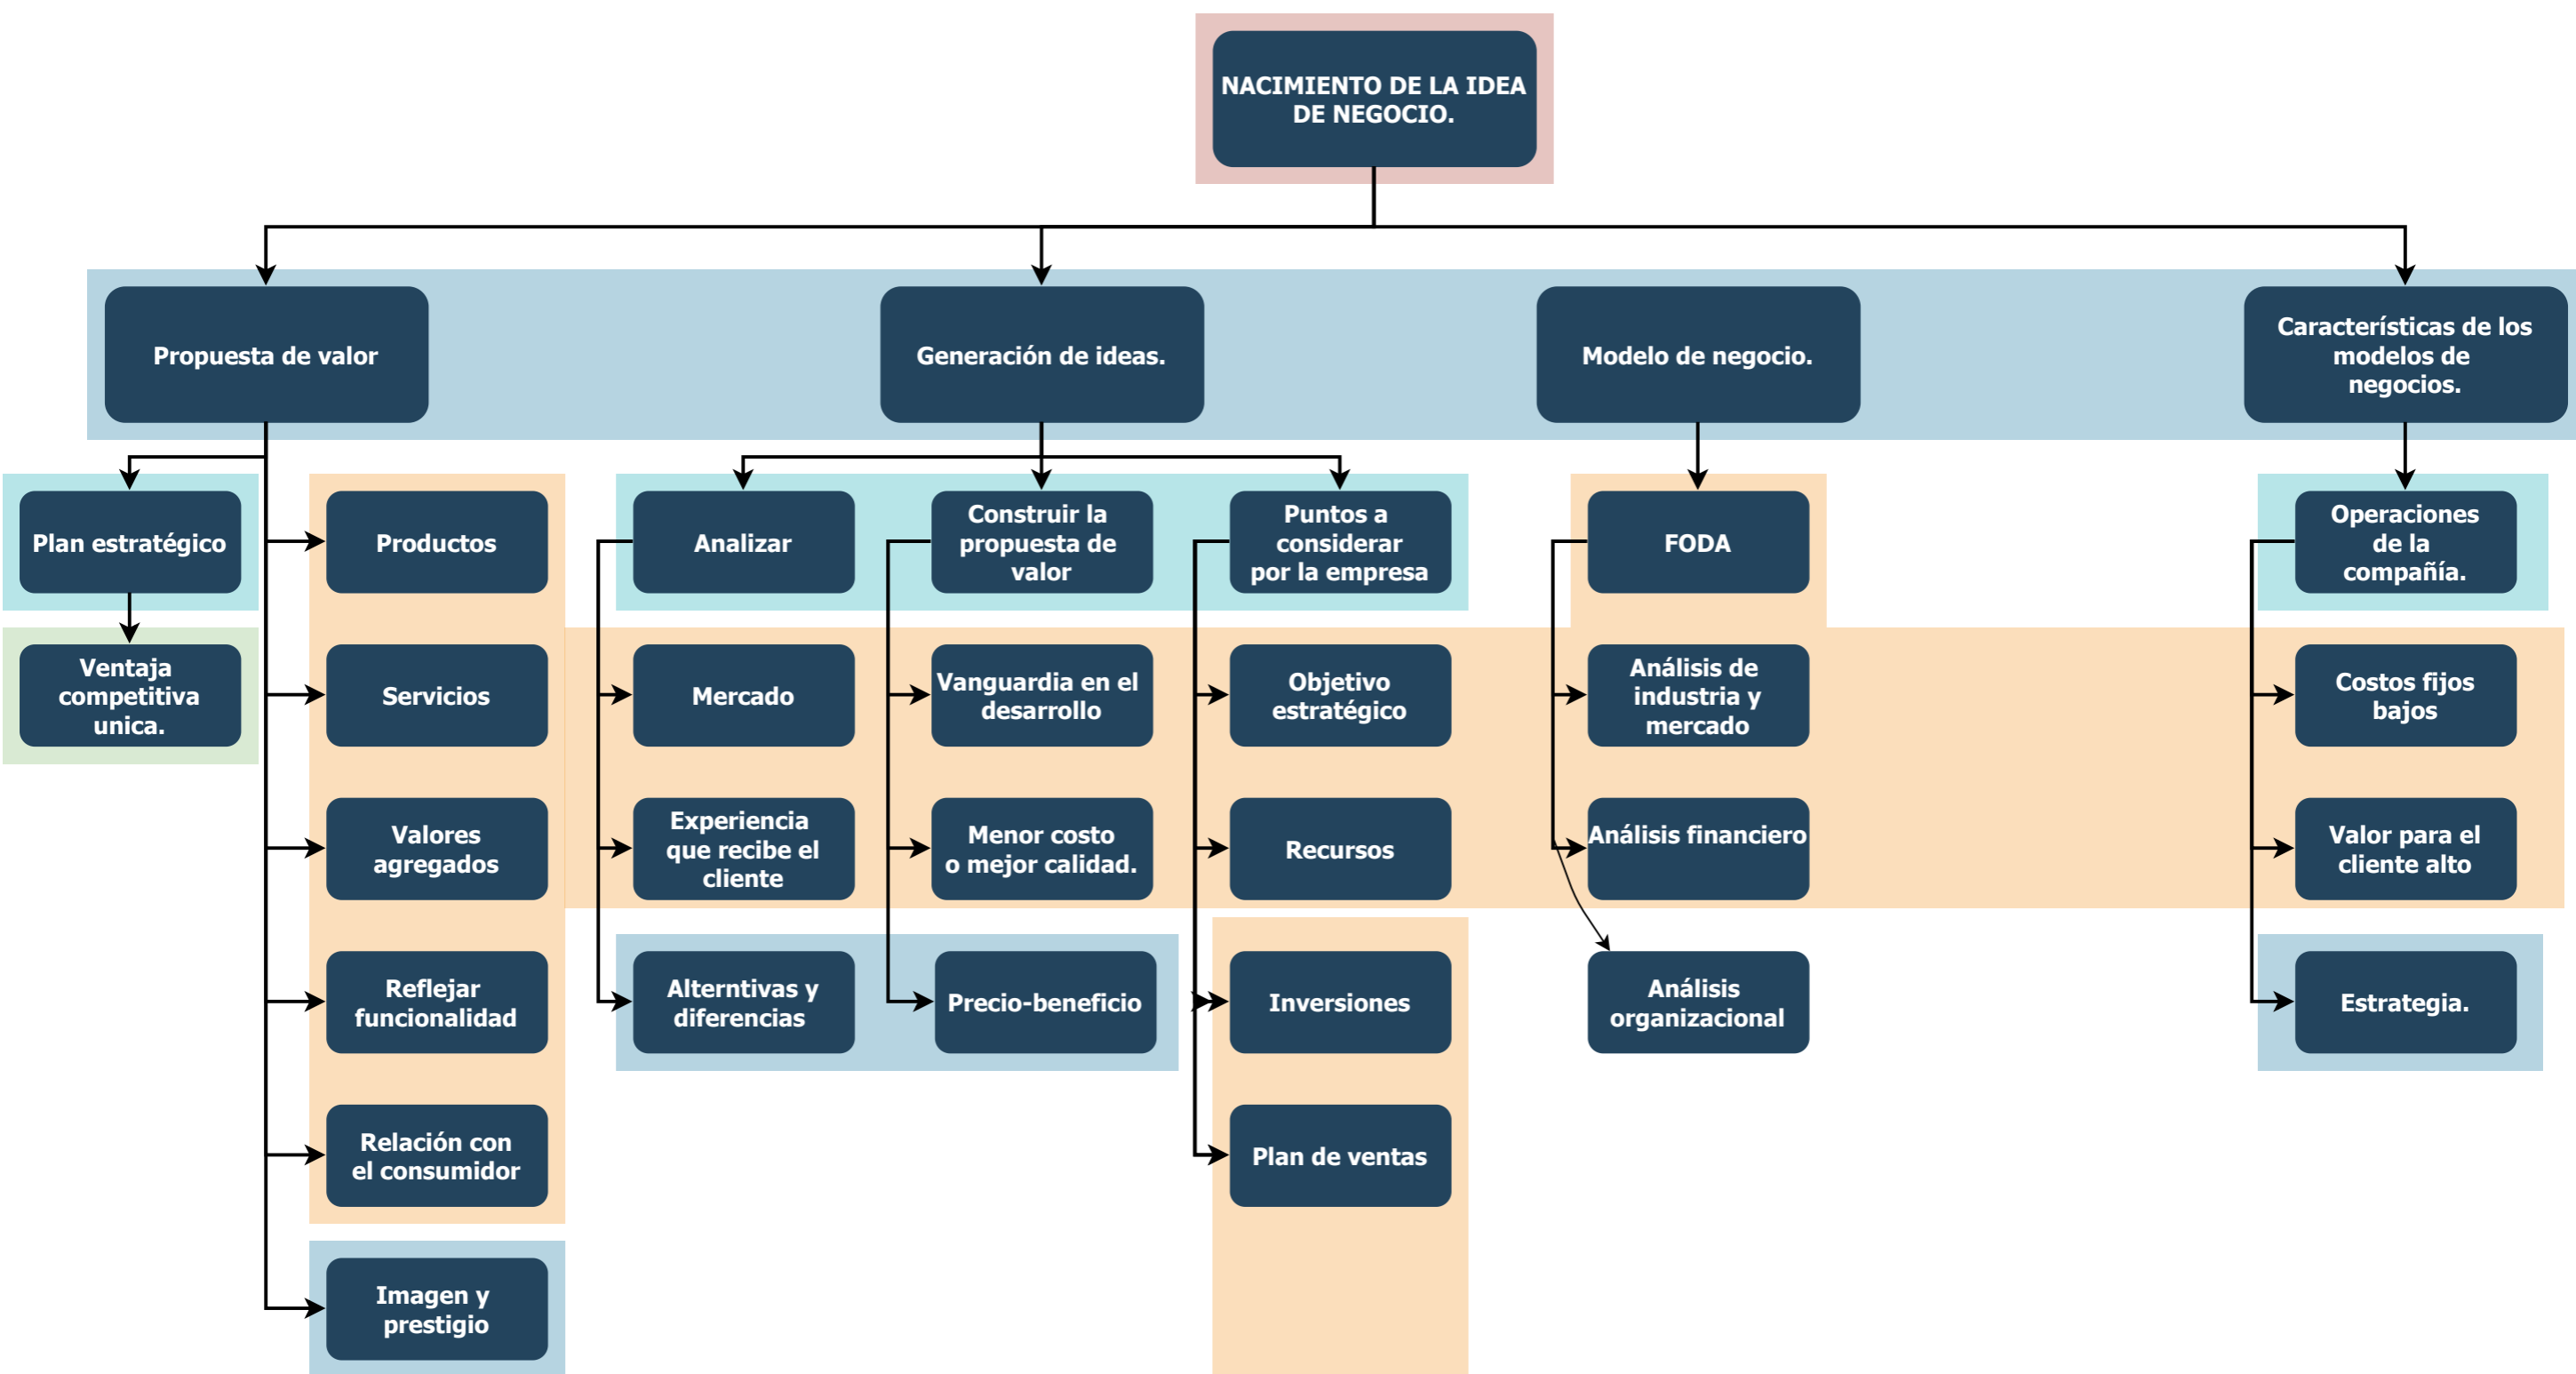 NACIMIENTO DE LA IDEA
DE NEGOCIO.
Propuesta de valor
Generación de ideas.
Modelo de negocio.
Característísticas de los
modelos de
negocios.
Plan estratégico
Productos
Analizar
Construir la
propuesta de
valor
Puntos a
considerar
por la empresa
FODA
Operaciones
de la
compañía.
Ventaja
competitiva
unica.
Servicios
Mercado
Vanguardia en el
desarrollo
Objetivo
estratégico
Análisis de
industria y
mercado
Costos fijos
bajos
Valores
agregados
Experiencia
que recibe el
cliente
Menor costo
o mejor calidad.
Recursos
Análisis financiero
Valor para el
cliente alto
Reflejar
funcionalidad
Alterntivas y
diferencias
Precio-beneficio
Inversiones
Análisis
organizacional
Estrategia.
Relación con
el consumidor
Plan de ventas
Imagen y
prestigio